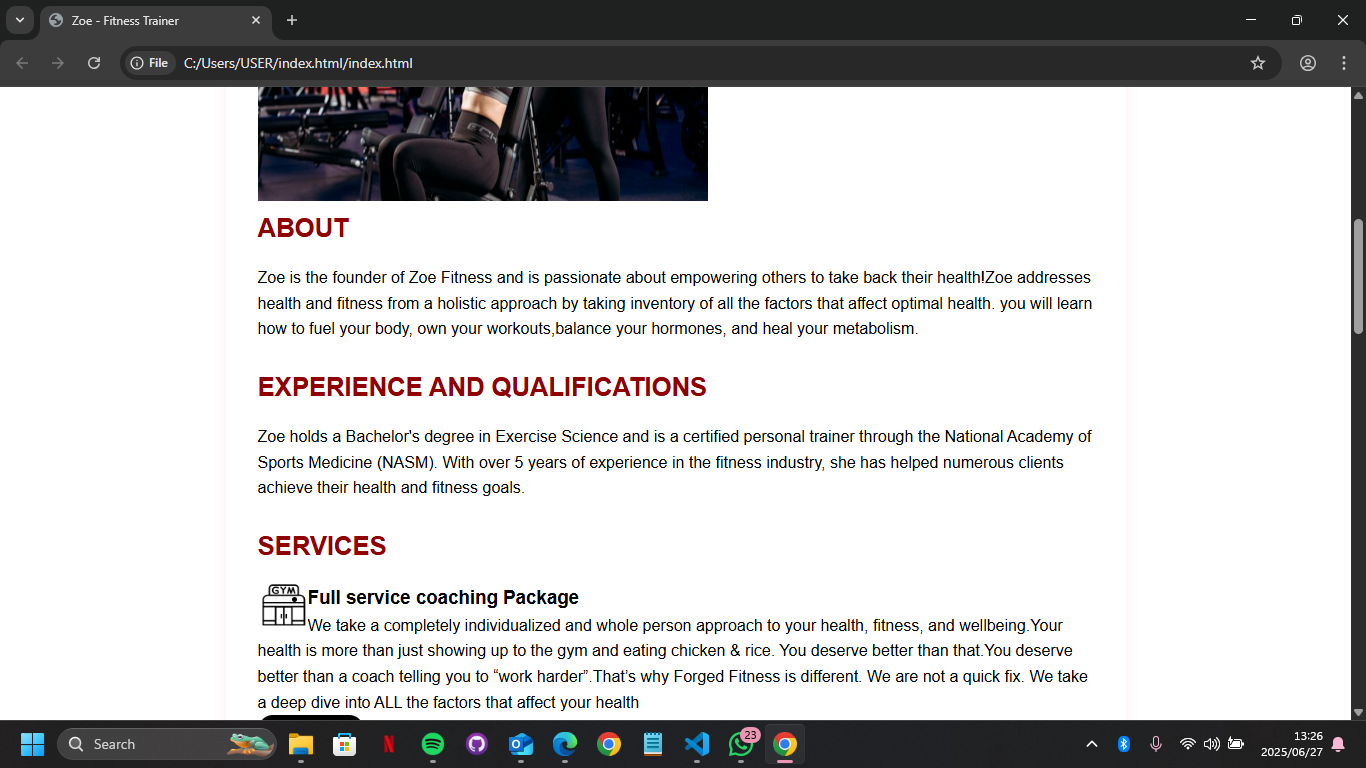 Zoe - Fitness Trainer
File
C:/Users/USER/index.html/index.html
ABOUT
Zoe is the founder of Zoe Fitness and is passionate about empowering others to take back their health!Zoe addresses
health and fitness from a holistic approach by taking inventory of all the factors that affect optimal health. you will learn
how to fuel your body, own your workouts,balance your hormones, and heal your metabolism.
EXPERIENCE AND QUALIFICATIONS
Zoe holds a Bachelor's degree in Exercise Science and is a certified personal trainer through the National Academy of
Sports Medicine (NASM). With over 5 years of experience in the fitness industry, she has helped numerous clients
achieve their health and fitness goals.
SERVICES
GYM
Full service coaching Package
We take a completely individualized and whole person approach to your health, fitness, and wellbeing.Your
health is more than just showing up to the gym and eating chicken & rice. You deserve better than that.You deserve
better than a coach telling you to “work harder”.That’s why Forged Fitness is different. We are not a quick fix. We take
a deep dive into ALL the factors that affect your health
Search
23
13:26
2025/06/27